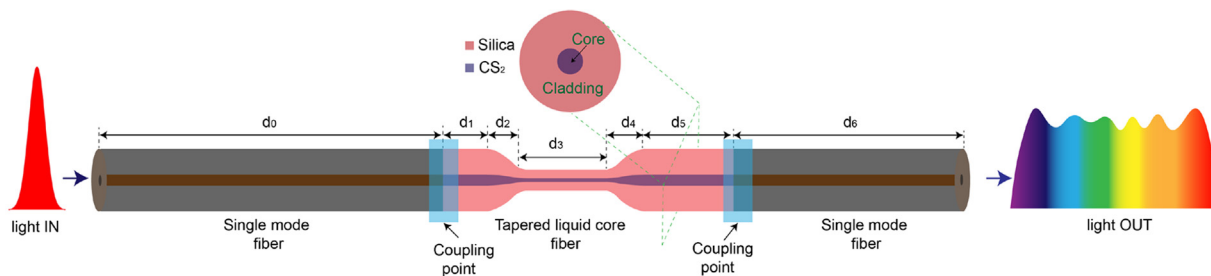 Silica
CS₂
Core
Cladding
d₀
d₁
d₂
d₃
d₄
d₅
d₆
light IN
Single mode
fiber
Coupling
point
Tapered liquid core
fiber
Coupling
point
Single mode
fiber
light OUT